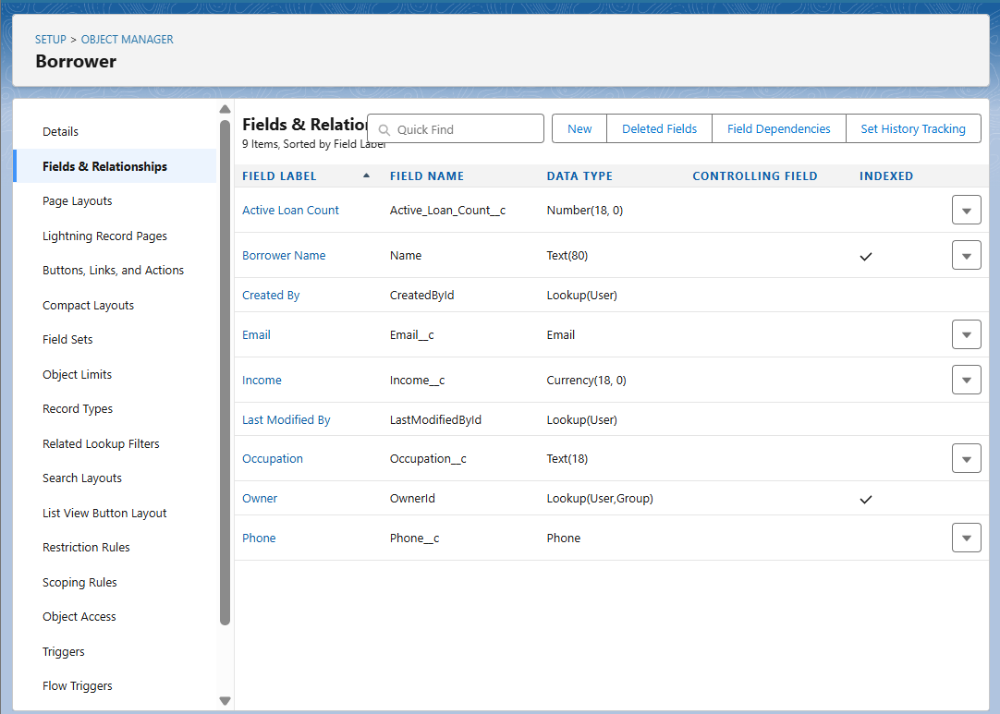 SETUP > OBJECT MANAGER
Borrower
Details
Fields & Relationships
Page Layouts
Lightning Record Pages
Buttons, Links, and Actions
Compact Layouts
Field Sets
Object Limits
Record Types
Related Lookup Filters
Search Layouts
List View Button Layout
Restriction Rules
Scoping Rules
Object Access
Triggers
Flow Triggers
Fields & Relation
9 Items, Sorted by Field Label
Quick Find
New Deleted Fields Field Dependencies Set History Tracking
FIELD LABEL FIELD NAME DATA TYPE CONTROLLING FIELD INDEXED
Active Loan Count Active_Loan_Count__c Number(18, 0)
Borrower Name Name Text(80)
Created By CreatedById Lookup(User)
Email Email__c Email
Income Income__c Currency(18, 0)
Last Modified By LastModifiedById Lookup(User)
Occupation Occupation__c Text(18)
Owner OwnerId Lookup(User,Group)
Phone Phone__c Phone